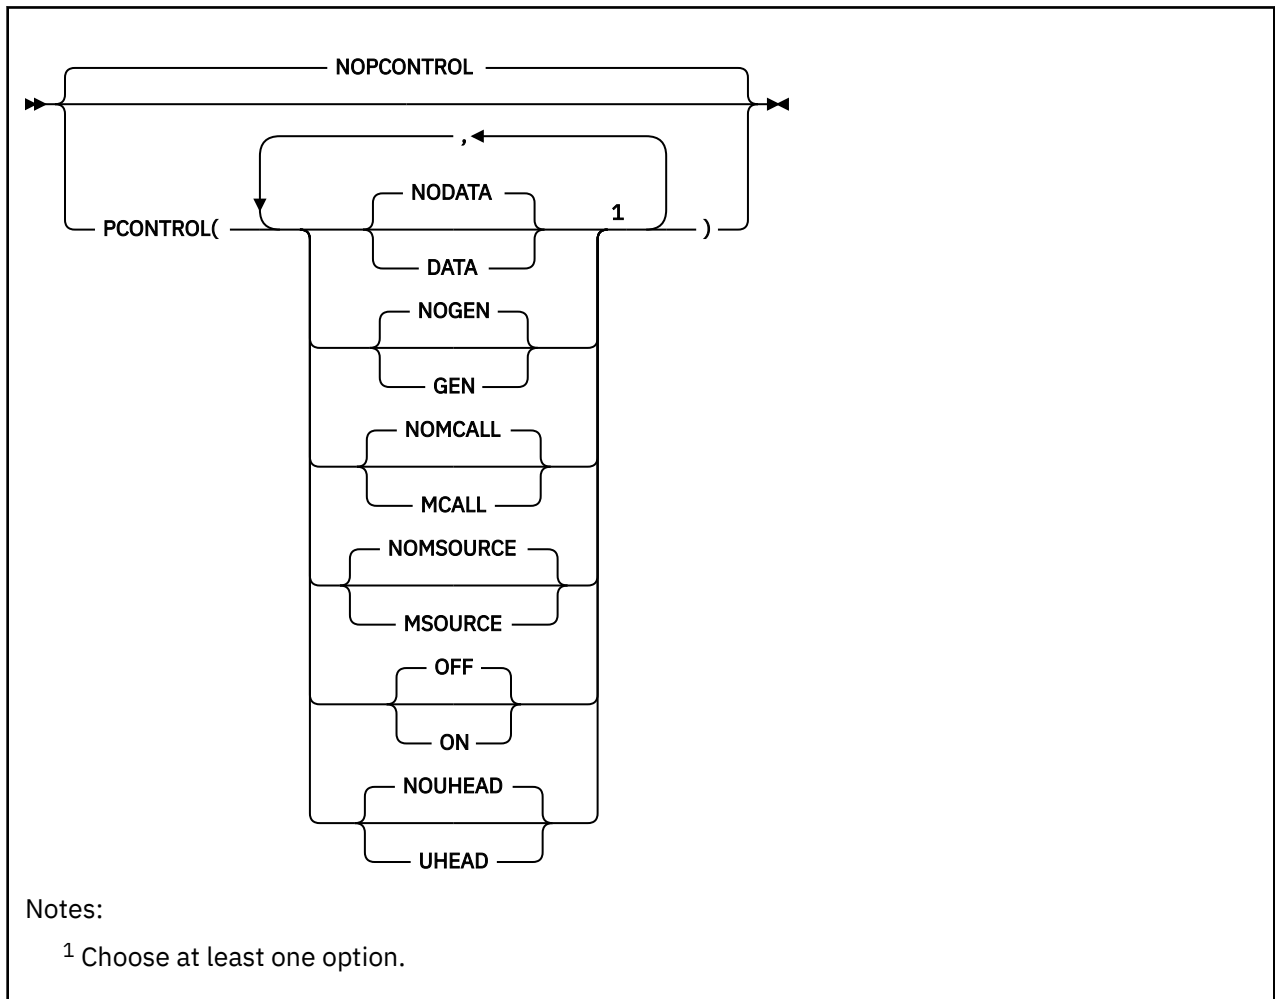 NOPCONTROL
,
NODATA
1
PCONTROL( )
DATA
NOGEN
GEN
NOMCALL
MCALL
NOMSOURCE
MSOURCE
OFF
ON
NOUHEAD
UHEAD
Notes:
1 Choose at least one option.